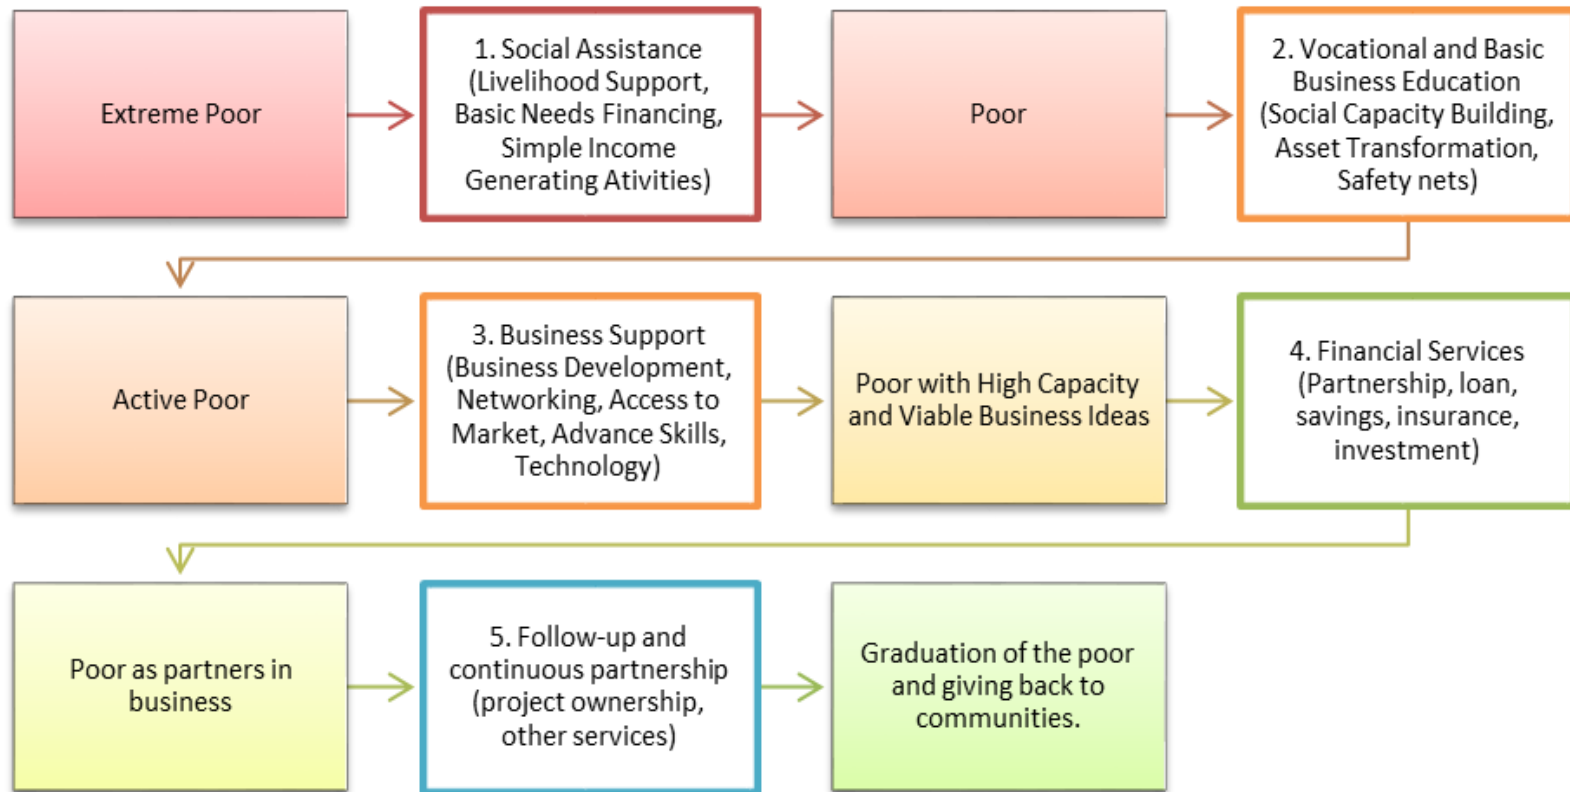 Extreme Poor
1. Social Assistance
(Livelihood Support,
Basic Needs Financing,
Simple Income
Generating Ativities)
Poor
2. Vocational and Basic
Business Education
(Social Capacity Building,
Asset Transformation,
Safety nets)
Active Poor
3. Business Support
(Business Development,
Networking, Access to
Market, Advance Skills,
Technology)
Poor with High Capacity
and Viable Business Ideas
4. Financial Services
(Partnership, loan,
savings, insurance,
investment)
Poor as partners in
business
5. Follow-up and
continuous partnership
(project ownership,
other services)
Graduation of the poor
and giving back to
communities.